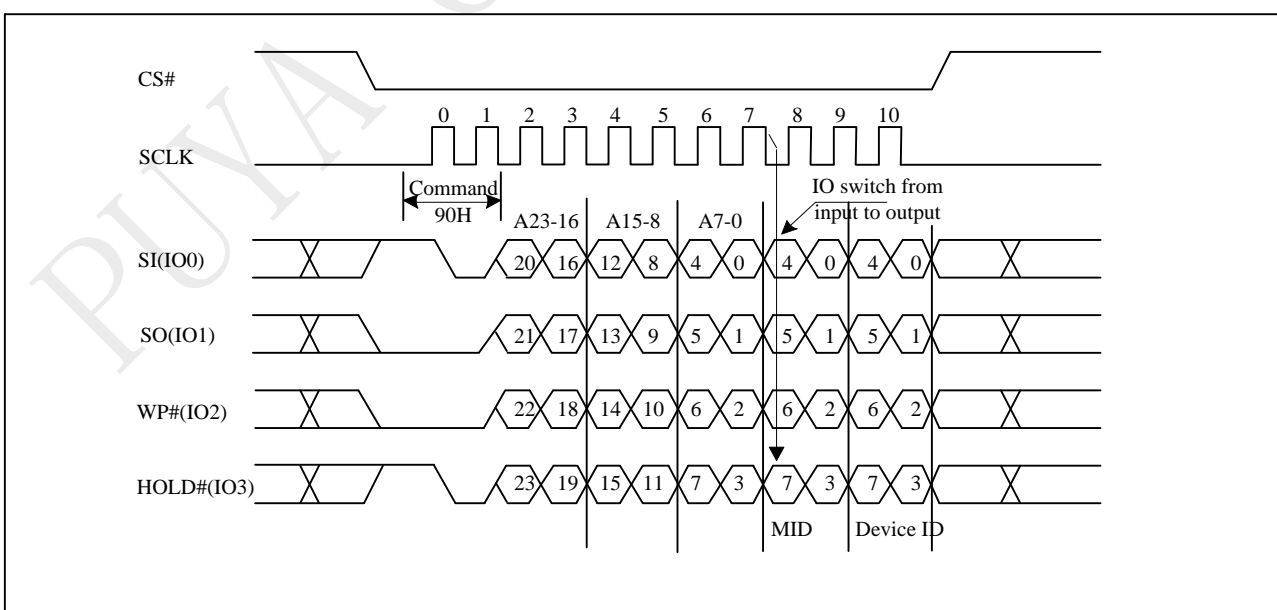 PUYA
CS#
0 1 2 3 4 5 6 7 8 9 10
SCLK
Command
90H
IO switch from
input to output
A23-16 A15-8 A7-0
SI(IO0) 20 16 12 8 4 0 4 0 4 0
SO(IO1) 21 17 13 9 5 1 5 1 5 1
WP#(IO2) 22 18 14 10 6 2 6 2 6 2
HOLD#(IO3) 23 19 15 11 7 3 7 3 7 3
MID Device ID